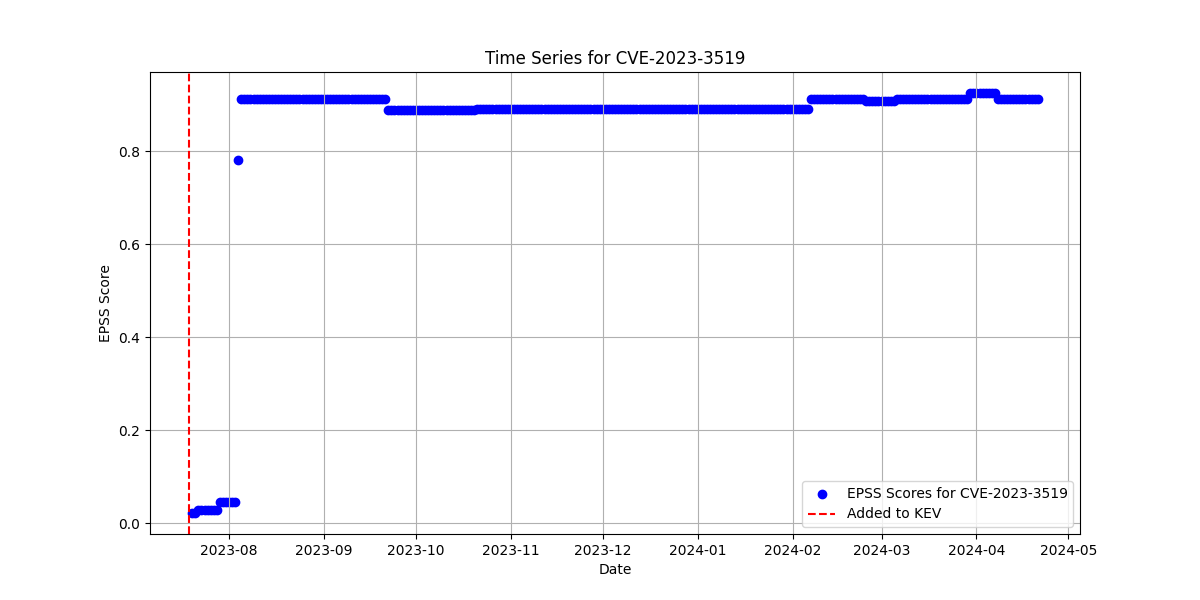 Time Series for CVE-2023-3519
EPSS Score
0.8
0.6
0.4
0.2
0.0
EPSS Scores for CVE-2023-3519
Added to KEV
2023-08 2023-09 2023-10 2023-11 2023-12 2024-01 2024-02 2024-03 2024-04 2024-05
Date